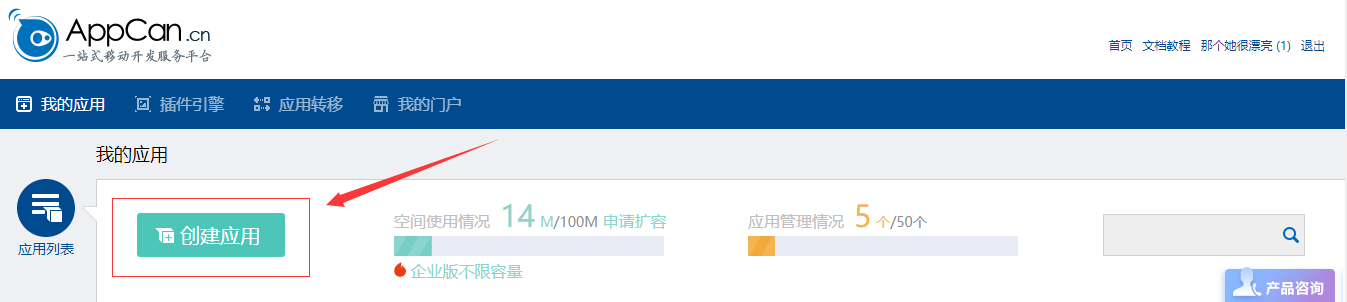 AppCan.cn
一站式移动开发服务平台
首页 文档教程 那个她很漂亮 (1) 退出
我的应用 插件引擎 应用转移 我的门户
我的应用
应用列表
创建应用
空间使用情况 14 M/100M 申请扩容
企业版不限容量
应用管理情况 5 个/50个
产品咨询